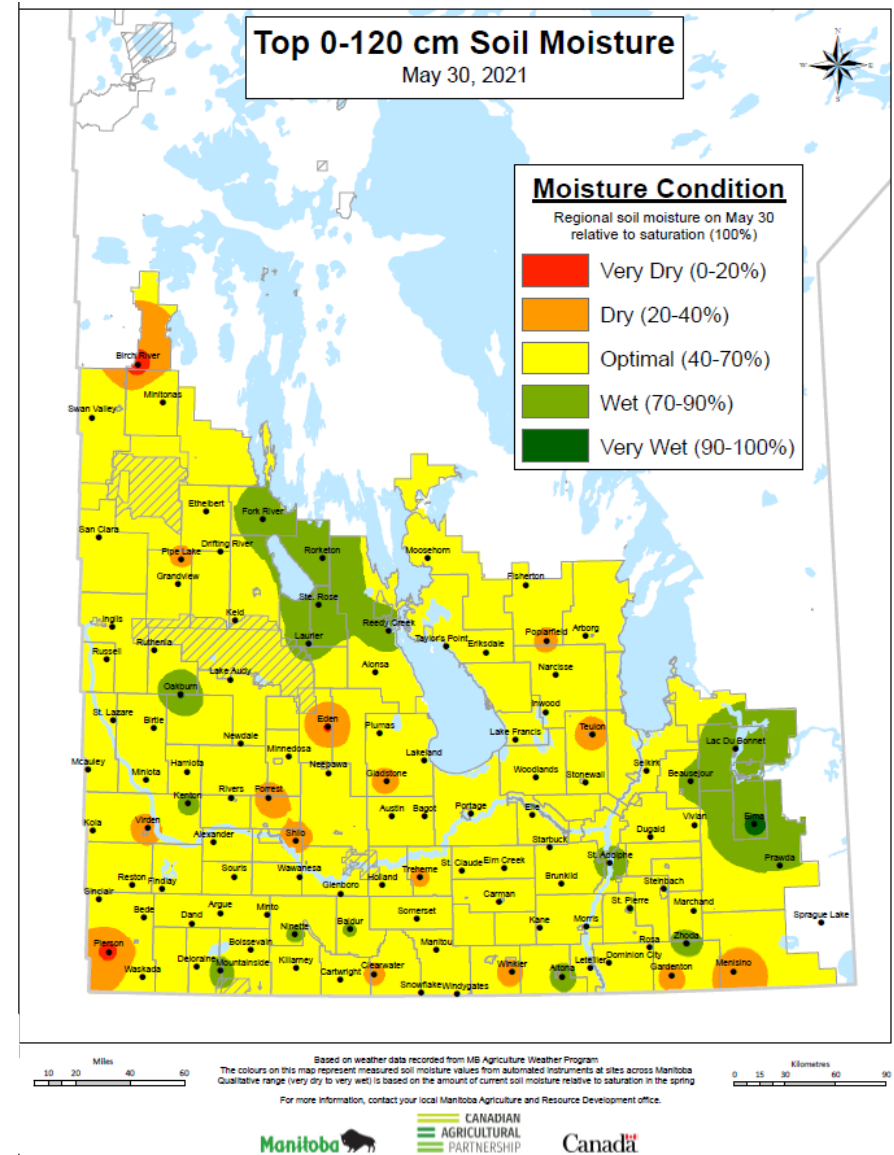 Top 0-120 cm Soil Moisture
May 30, 2021
N
W
E
S
Moisture Condition
Regional soil moisture on May 30
relative to saturation (100%)
Very Dry (0-20%)
Dry (20-40%)
Optimal (40-70%)
Wet (70-90%)
Very Wet (90-100%)
Birch River
Minitonas
Swan Valley
Ethelbert
Fork River
San Clara
Drifting River
Pipe Lake
Grandview
Rorketon
Moosehorn
Fisherton
Ste. Rose
Keld
Inglis
Reedy Creek
Laurier
Taylor's Point
Eriksdale
Poplarfield
Arborg
Ruthenia
Russell
Lake Audy
Alonsa
Narcisse
Oakburn
St. Lazare
Birtle
Eden
Plumas
Inwood
Lake Francis
Teulon
Lac Du Bonnet
Newdale
Minnedosa
Lakeland
Mcauley
Miniota
Hamiota
Neepawa
Gladstone
Woodlands
Stonewall
Selkirk
Beausejour
Kenton
Rivers
Forrest
Austin
Bagot
Portage
Elie
Kola
Virden
Alexander
Shilo
Dugald
Vivian
Elma
Starbuck
St. Adolphe
Prawda
Reston
Findlay
Souris
Wawanesa
Glenboro
Holland
Treherne
St. Claude
Elm Creek
Brunkild
Steinbach
Sinclair
Bede
Dand
Argue
Minto
Somerset
Carman
Kane
Morris
St. Pierre
Marchand
Sprague Lake
Ninette
Baldur
Pierson
Waskada
Deloraine
Mountainside
Boissevain
Killarney
Cartwright
Clearwater
Manitou
Snowflake
Windygates
Winkler
Altona
Letellier
Dominion City
Rosa
Zhoda
Gardenton
Menisino
Miles
10 20 40 60
Based on weather data recorded from MB Agriculture Weather Program
The colours on this map represent measured soil moisture values from automated instruments at sites across Manitoba
Qualitative range (very dry to very wet) is based on the amount of current soil moisture relative to saturation in the spring
For more information, contact your local Manitoba Agriculture and Resource Development office.
Kilometres
0 15 30 60 90
Manitoba
CANADIAN
AGRICULTURAL
PARTNERSHIP
Canada